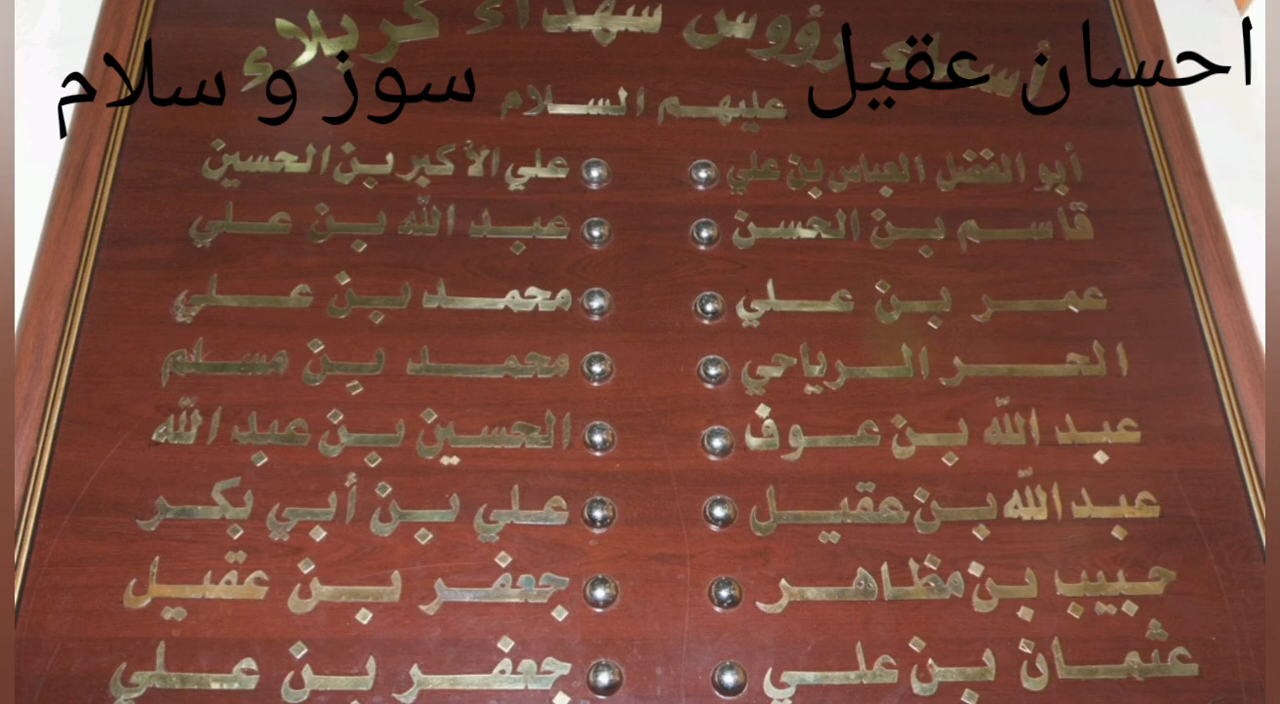 أسماء رؤوس شهداء كربلاء
احسان عقيل سوز و سلام
عليهم السلام
أبو الفضل العباس بن علي علي الأكبر بن الحسين
قاسم بن الحسن عبد الله بن علي
عمر بن علي محمد بن علي
الحر الرياحي محمد بن مسلم
عبد الله بن عوف الحسين بن عبد الله
عبد الله بن عقيل علي بن أبي بكر
حبيب بن مظاهر جعفر بن عقيل
عثمان بن علي جعفر بن علي